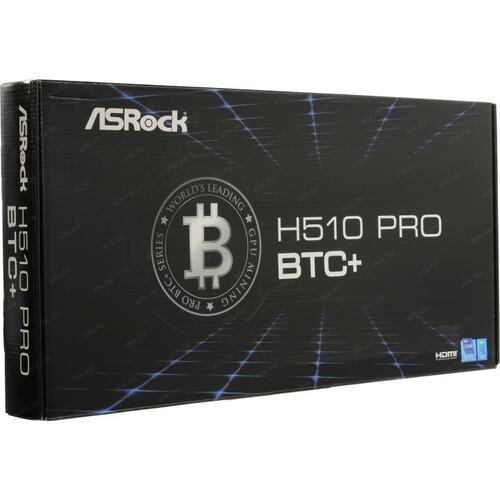 ASRock
H510 PRO
BTC+
ASRock
WORLD'S LEADING
GPU MINING
PRO BTC+ SERIES
H510 PRO
BTC+
HDMI